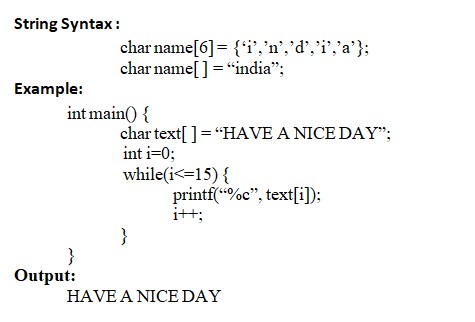 String Syntax :
char name[6] = {‘i’,’n’,’d’,’i’,’a’};
char name[ ] = “india”;
Example:
int main() {
char text[ ] = “HAVE A NICE DAY”;
int i=0;
while(i<=15) {
printf(“%c”, text[i]);
i++;
}
}
Output:
HAVE A NICE DAY